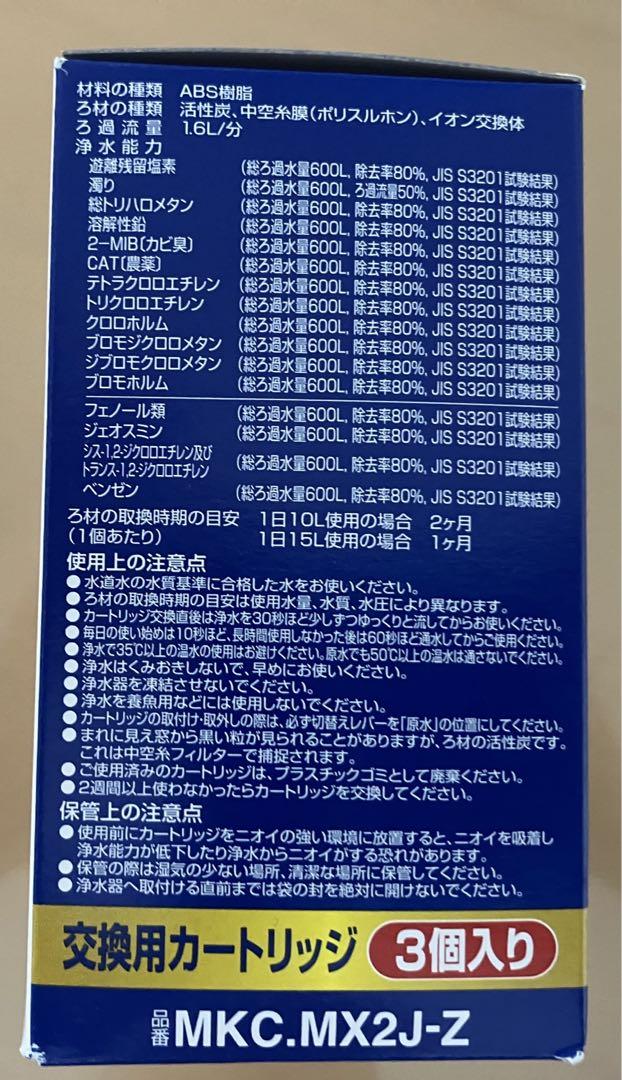 材料の種類 ABS樹脂
ろ材の種類 活性炭、中空糸膜(ポリスルホン)、イオン交換体
ろ過流量 1.6L/分
浄水能力
遊離残留塩素 (総ろ過水量600L, 除去率80%, JIS S3201試験結果)
濁り (総ろ過水量600L, ろ過流量50%, JIS S3201試験結果)
総トリハロメタン (総ろ過水量600L, 除去率80%, JIS S3201試験結果)
溶解性鉛 (総ろ過水量600L, 除去率80%, JIS S3201試験結果)
2-MIB〔カビ臭〕 (総ろ過水量600L, 除去率80%, JIS S3201試験結果)
CAT〔農薬〕 (総ろ過水量600L, 除去率80%, JIS S3201試験結果)
テトラクロロエチレン (総ろ過水量600L, 除去率80%, JIS S3201試験結果)
トリクロロエチレン (総ろ過水量600L, 除去率80%, JIS S3201試験結果)
クロロホルム (総ろ過水量600L, 除去率80%, JIS S3201試験結果)
ブロモジクロロメタン (総ろ過水量600L, 除去率80%, JIS S3201試験結果)
ジブロモクロロメタン (総ろ過水量600L, 除去率80%, JIS S3201試験結果)
ブロモホルム (総ろ過水量600L, 除去率80%, JIS S3201試験結果)
フェノール類 (総ろ過水量600L, 除去率80%, JIS S3201試験結果)
ジェオスミン (総ろ過水量600L, 除去率80%, JIS S3201試験結果)
シス-1,2-ジクロロエチレン及び
トランス-1,2-ジクロロエチレン (総ろ過水量600L, 除去率80%, JIS S3201試験結果)
ベンゼン (総ろ過水量600L, 除去率80%, JIS S3201試験結果)
ろ材の取換時期の目安 1日10L使用の場合 2ヶ月
(1個あたり) 1日15L使用の場合 1ヶ月
使用上の注意点
●水道水の水質基準に合格した水をお使いください。
●ろ材の取換時期の目安は使用水量、水質、水圧により異なります。
●カートリッジ交換直後は浄水を30秒ほど少しずつゆっくりと流してからお使いください。
●毎日の使い始めは10秒ほど、長時間使用しなかった後は60秒ほど通水してからご使用ください。
●浄水で35℃以上の温水の使用はお避けください。原水でも50℃以上の温水は通さないでください。
●浄水はくみおきしないで、早めにお使いください。
●浄水器を凍結させないでください。
●浄水を養魚用などには使用しないでください。
●カートリッジの取付け・取外しの際は、必ず切替えレバーを「原水」の位置にしてください。
●まれに見え窓から黒い粒が見られることがありますが、ろ材の活性炭です。
これは中空糸フィルターで捕捉されます。
●ご使用済みのカートリッジは、プラスチックゴミとして廃棄ください。
●2週間以上使わなかったらカートリッジを交換してください。
保管上の注意点
●使用前にカートリッジをニオイの強い環境に放置すると、ニオイを吸着し
浄水能力が低下したり浄水からニオイがする恐れがあります。
●保管の際は湿気の少ない場所、清潔な場所に保管してください。
●浄水器へ取付ける直前までは袋の封を絶対に開けないでください。
交換用カートリッジ 3個入り
品番 MKC.MX2J-Z